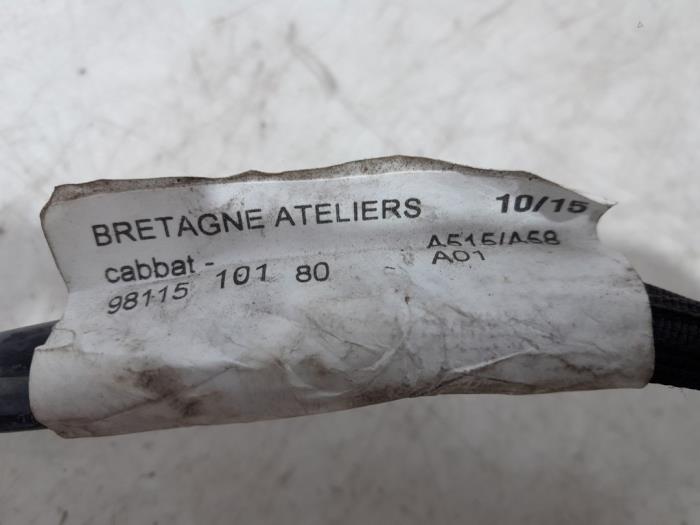 BRETAGNE ATELIERS 10/15
cabbat - A515/A58
98115 101 80 A01